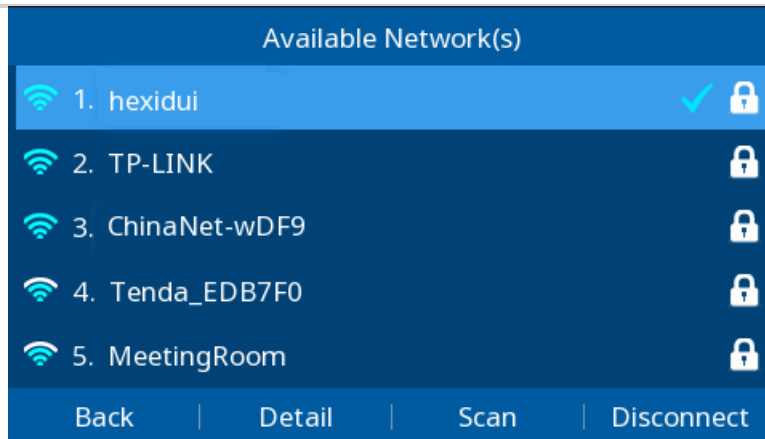 Available Network(s)
1. hexidui
2. TP-LINK
3. ChinaNet-wDF9
4. Tenda_EDB7F0
5. MeetingRoom
Back Detail Scan Disconnect